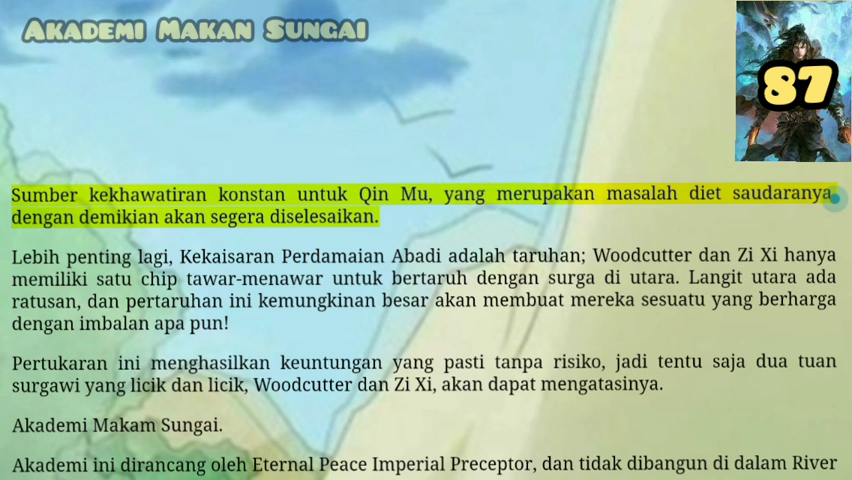 Akademi Makan Sungai
87
Sumber kekhawatiran konstan untuk Qin Mu, yang merupakan masalah diet saudaranya
dengan demikian akan segera diselesaikan.
Lebih penting lagi, Kekaisaran Perdamaian Abadi adalah taruhan; Woodcutter dan Zi Xi hanya
memiliki satu chip tawar-menawar untuk bertaruh dengan surga di utara. Langit utara ada
ratusan, dan pertaruhan ini kemungkinan besar akan membuat mereka sesuatu yang berharga
dengan imbalan apa pun!
Pertukaran ini menghasilkan keuntungan yang pasti tanpa risiko, jadi tentu saja dua tuan
surgawi yang licik dan licik, Woodcutter dan Zi Xi, akan dapat mengatasinya.
Akademi Makam Sungai.
Akademi ini dirancang oleh Eternal Peace Imperial Preceptor, dan tidak dibangun di dalam River